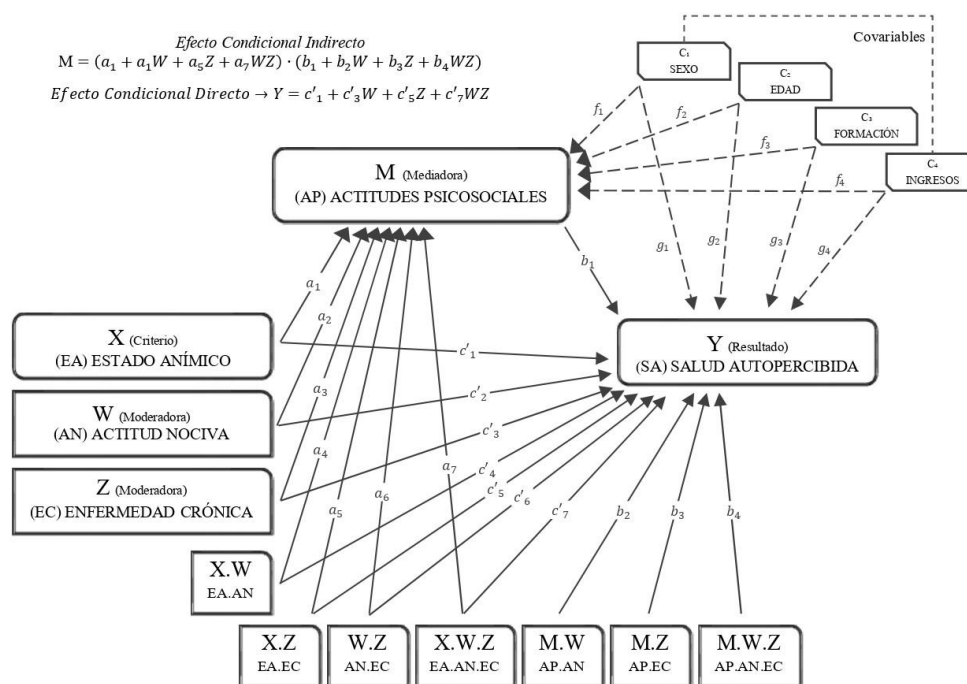 Efecto Condicional Indirecto
M = (a₁ + a₁W + a₅Z + a₇WZ) · (b₁ + b₂W + b₃Z + b₄WZ)
Efecto Condicional Directo → Y = c′₁ + c′₃W + c′₅Z + c′₇WZ
Covariables
C₁
SEXO
C₂
EDAD
C₃
FORMACIÓN
C₄
INGRESOS
f₁
f₂
f₃
f₄
M (Mediadora)
(AP) ACTITUDES PSICOSOCIALES
g₁
g₂
g₃
g₄
b₁
a₁
a₂
X (Criterio)
(EA) ESTADO ANÍMICO
c′₁
Y (Resultado)
(SA) SALUD AUTOPERCIBIDA
W (Moderadora)
(AN) ACTITUD NOCIVA
a₃
c′₂
a₄
c′₃
Z (Moderadora)
(EC) ENFERMEDAD CRÓNICA
a₅
a₆
a₇
c′₄
c′₅
c′₆
c′₇
b₂
b₃
b₄
X.W
EA.AN
X.Z
EA.EC
W.Z
AN.EC
X.W.Z
EA.AN.EC
M.W
AP.AN
M.Z
AP.EC
M.W.Z
AP.AN.EC